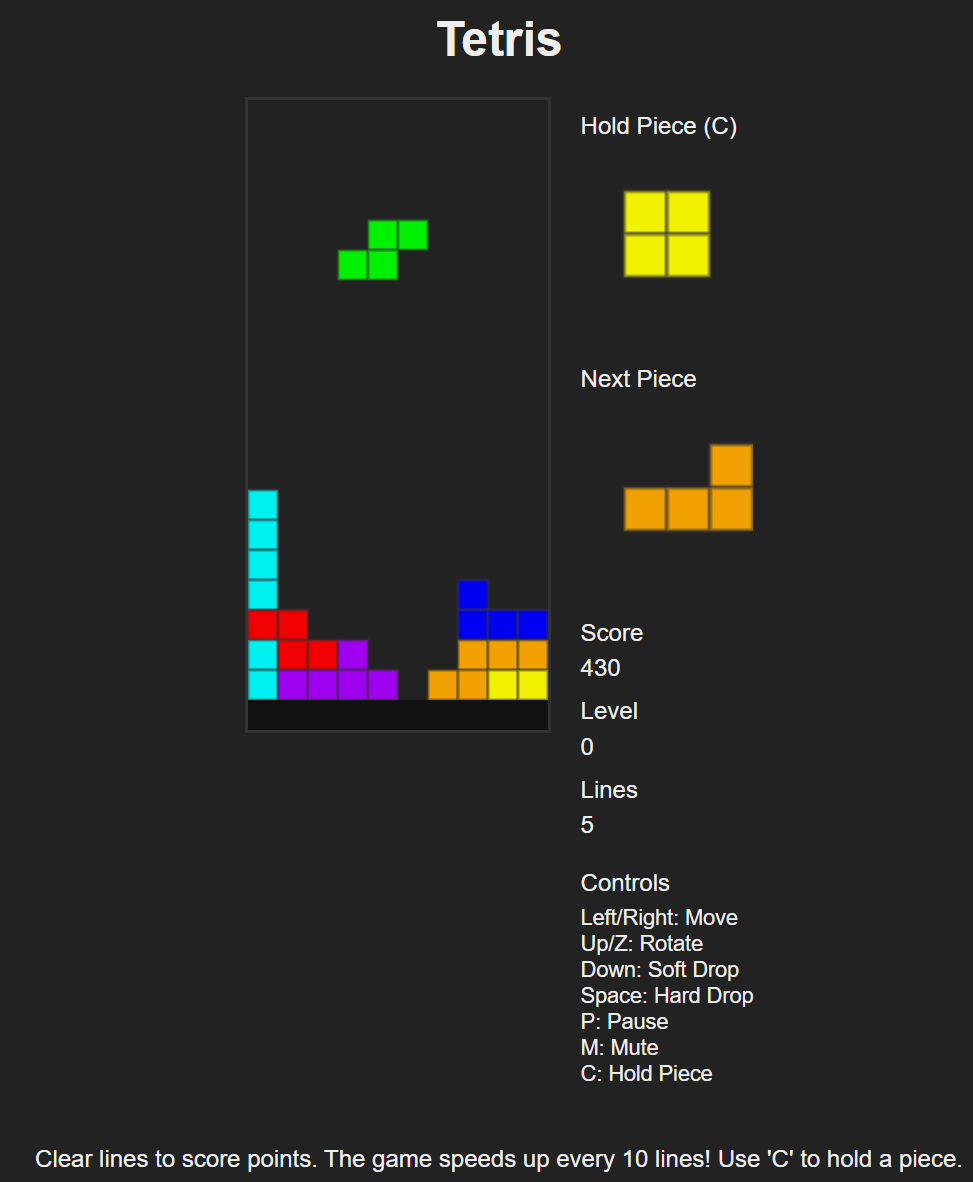 Tetris
Hold Piece (C)
Next Piece
Score
430
Level
0
Lines
5
Controls
Left/Right: Move
Up/Z: Rotate
Down: Soft Drop
Space: Hard Drop
P: Pause
M: Mute
C: Hold Piece
Clear lines to score points. The game speeds up every 10 lines! Use 'C' to hold a piece.